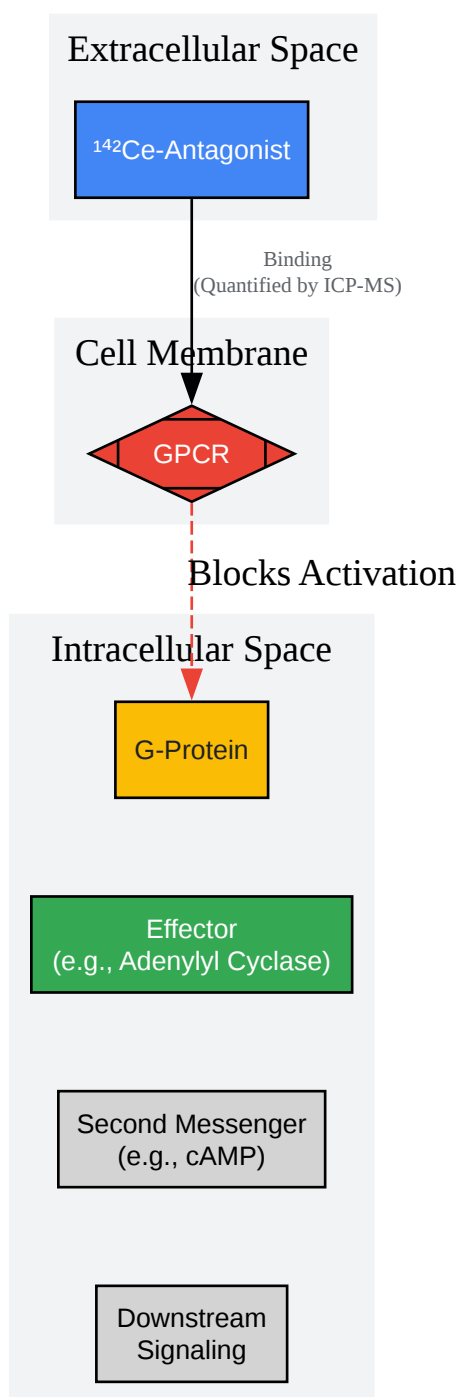 Extracellular Space
¹⁴²Ce-Antagonist
Binding
(Quantified by ICP-MS)
Cell Membrane
GPCR
Blocks Activation
Intracellular Space
G-Protein
Effector
(e.g., Adenylyl Cyclase)
Second Messenger
(e.g., cAMP)
Downstream
Signaling